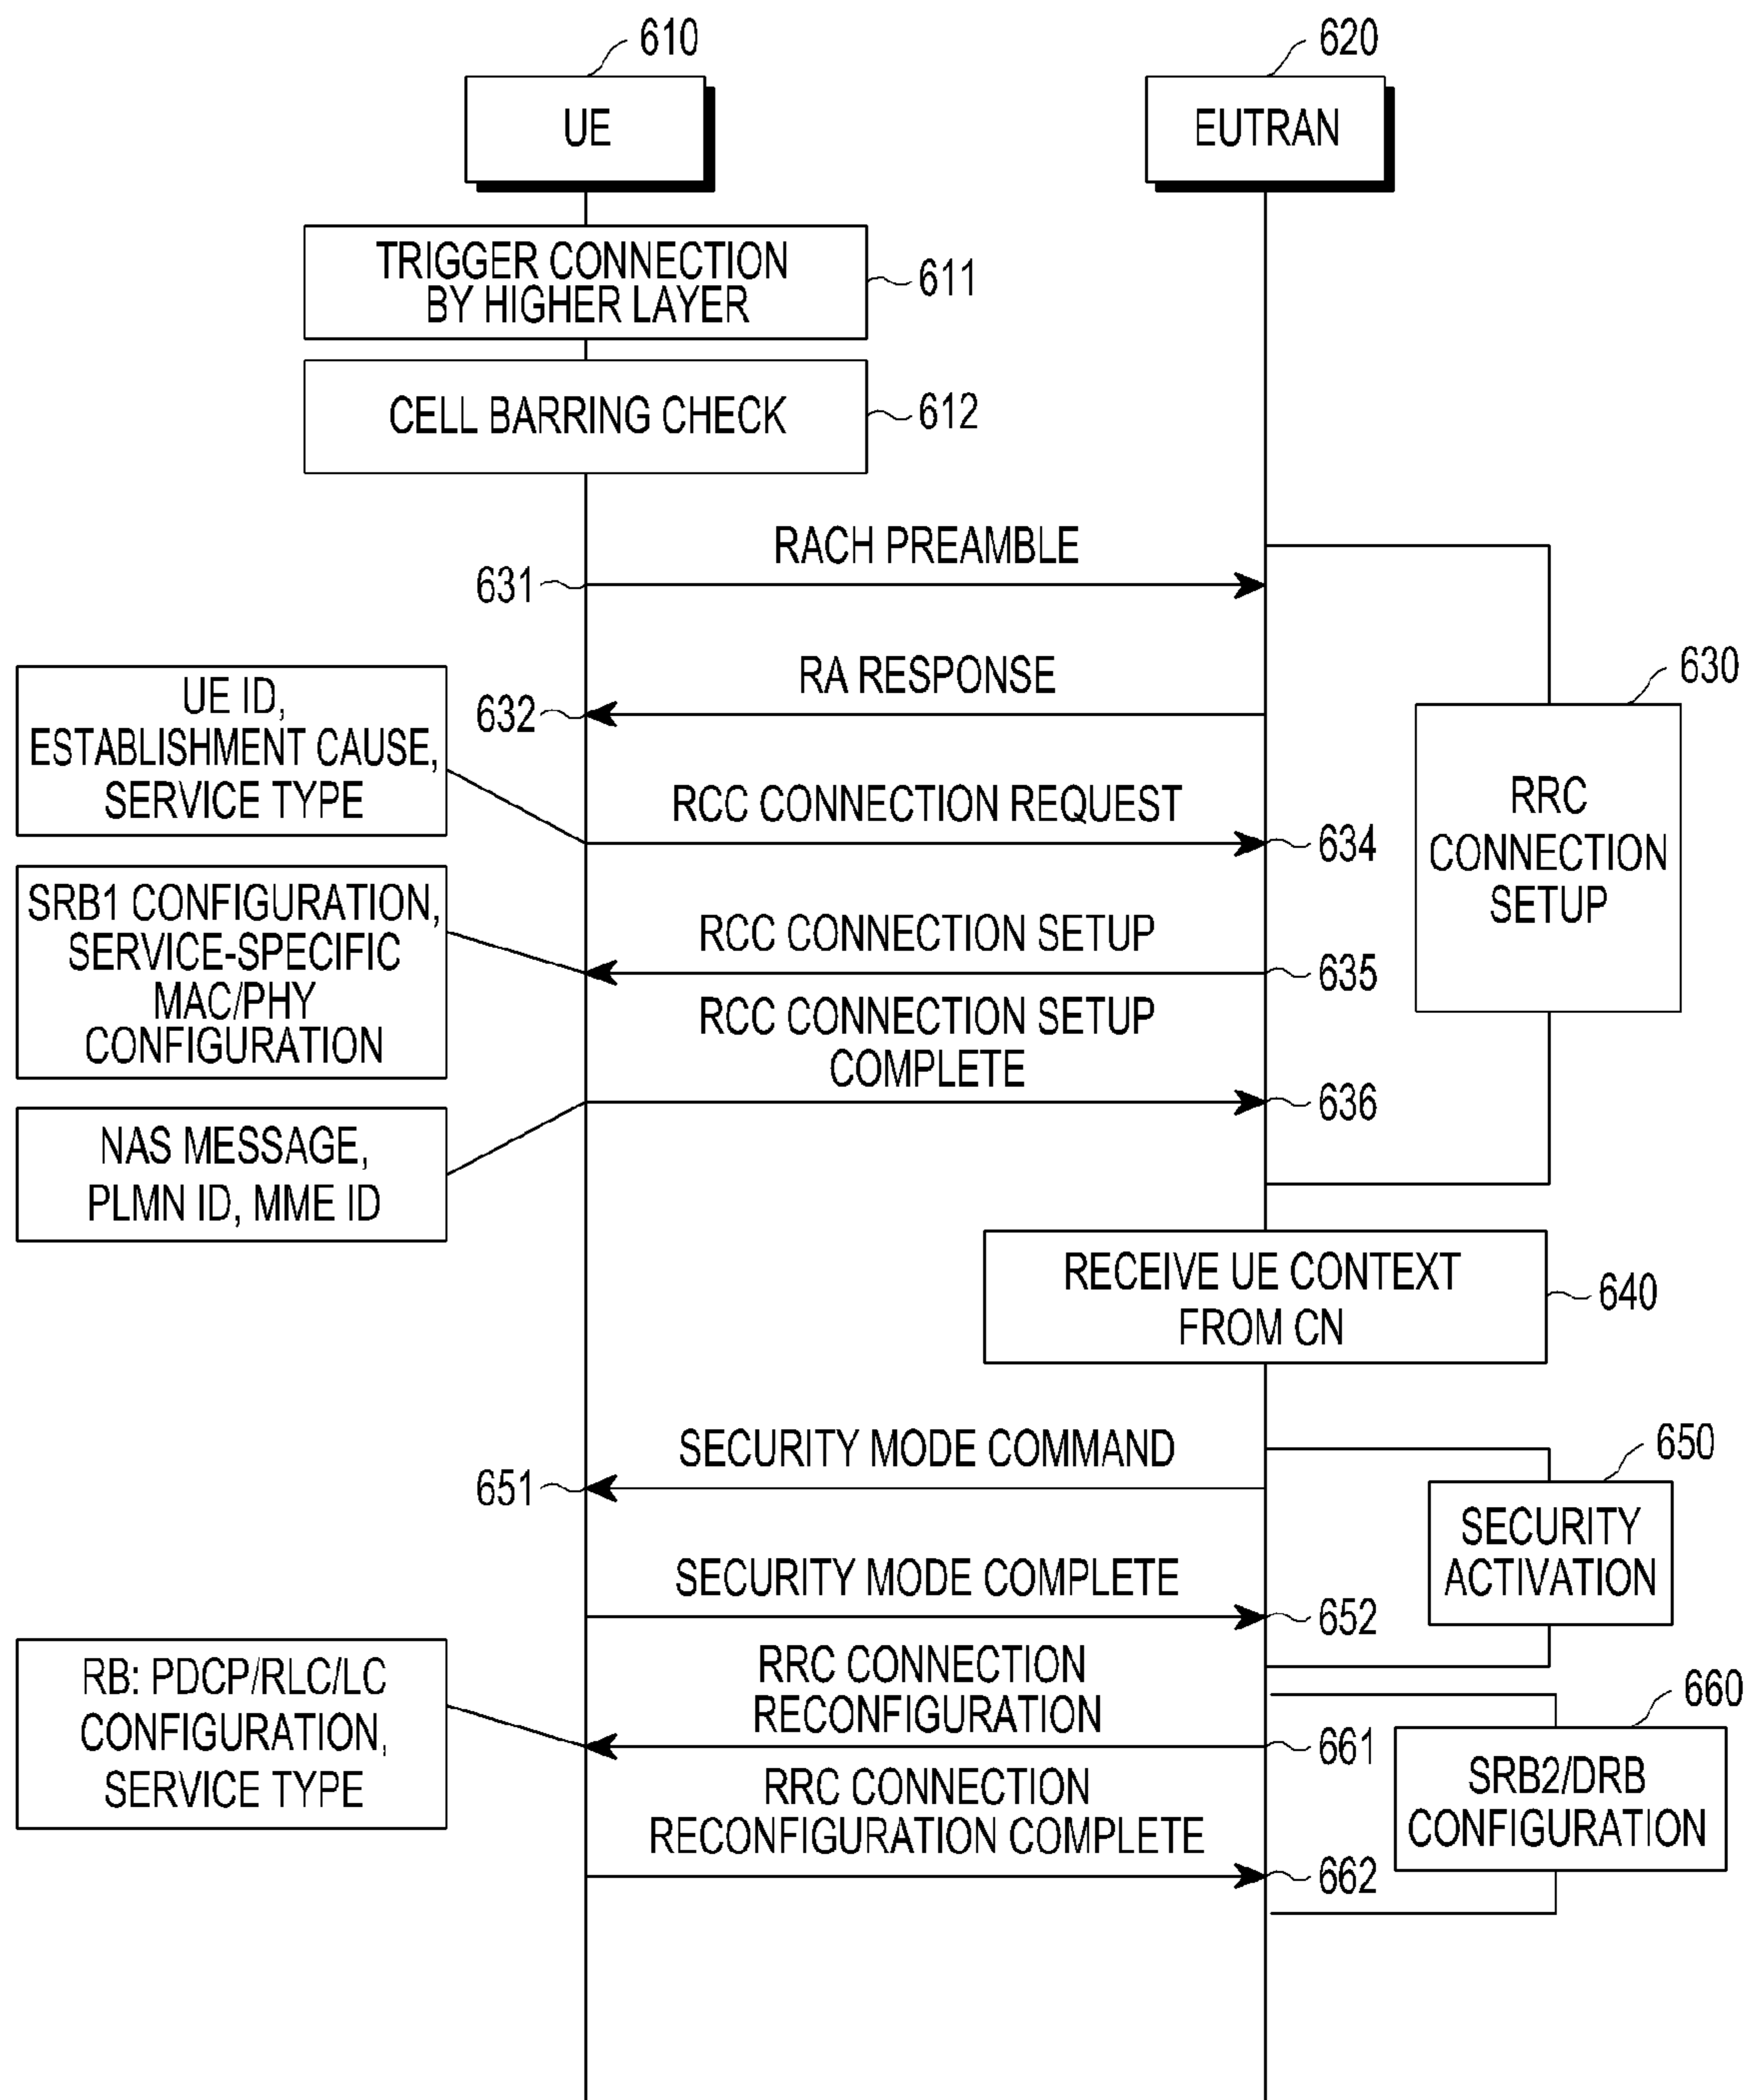 610
620
UE
EUTRAN
TRIGGER CONNECTION
BY HIGHER LAYER
611
CELL BARRING CHECK
612
RACH PREAMBLE
631
RA RESPONSE
632
630
UE ID,
ESTABLISHMENT CAUSE,
SERVICE TYPE
RCC CONNECTION REQUEST
634
RRC
CONNECTION
SETUP
SRB1 CONFIGURATION,
SERVICE-SPECIFIC
MAC/PHY
CONFIGURATION
RCC CONNECTION SETUP
635
RCC CONNECTION SETUP
COMPLETE
636
NAS MESSAGE,
PLMN ID, MME ID
RECEIVE UE CONTEXT
FROM CN
640
SECURITY MODE COMMAND
651
650
SECURITY
ACTIVATION
SECURITY MODE COMPLETE
652
RB: PDCP/RLC/LC
CONFIGURATION,
SERVICE TYPE
RRC CONNECTION
RECONFIGURATION
661
660
SRB2/DRB
CONFIGURATION
RRC CONNECTION
RECONFIGURATION COMPLETE
662